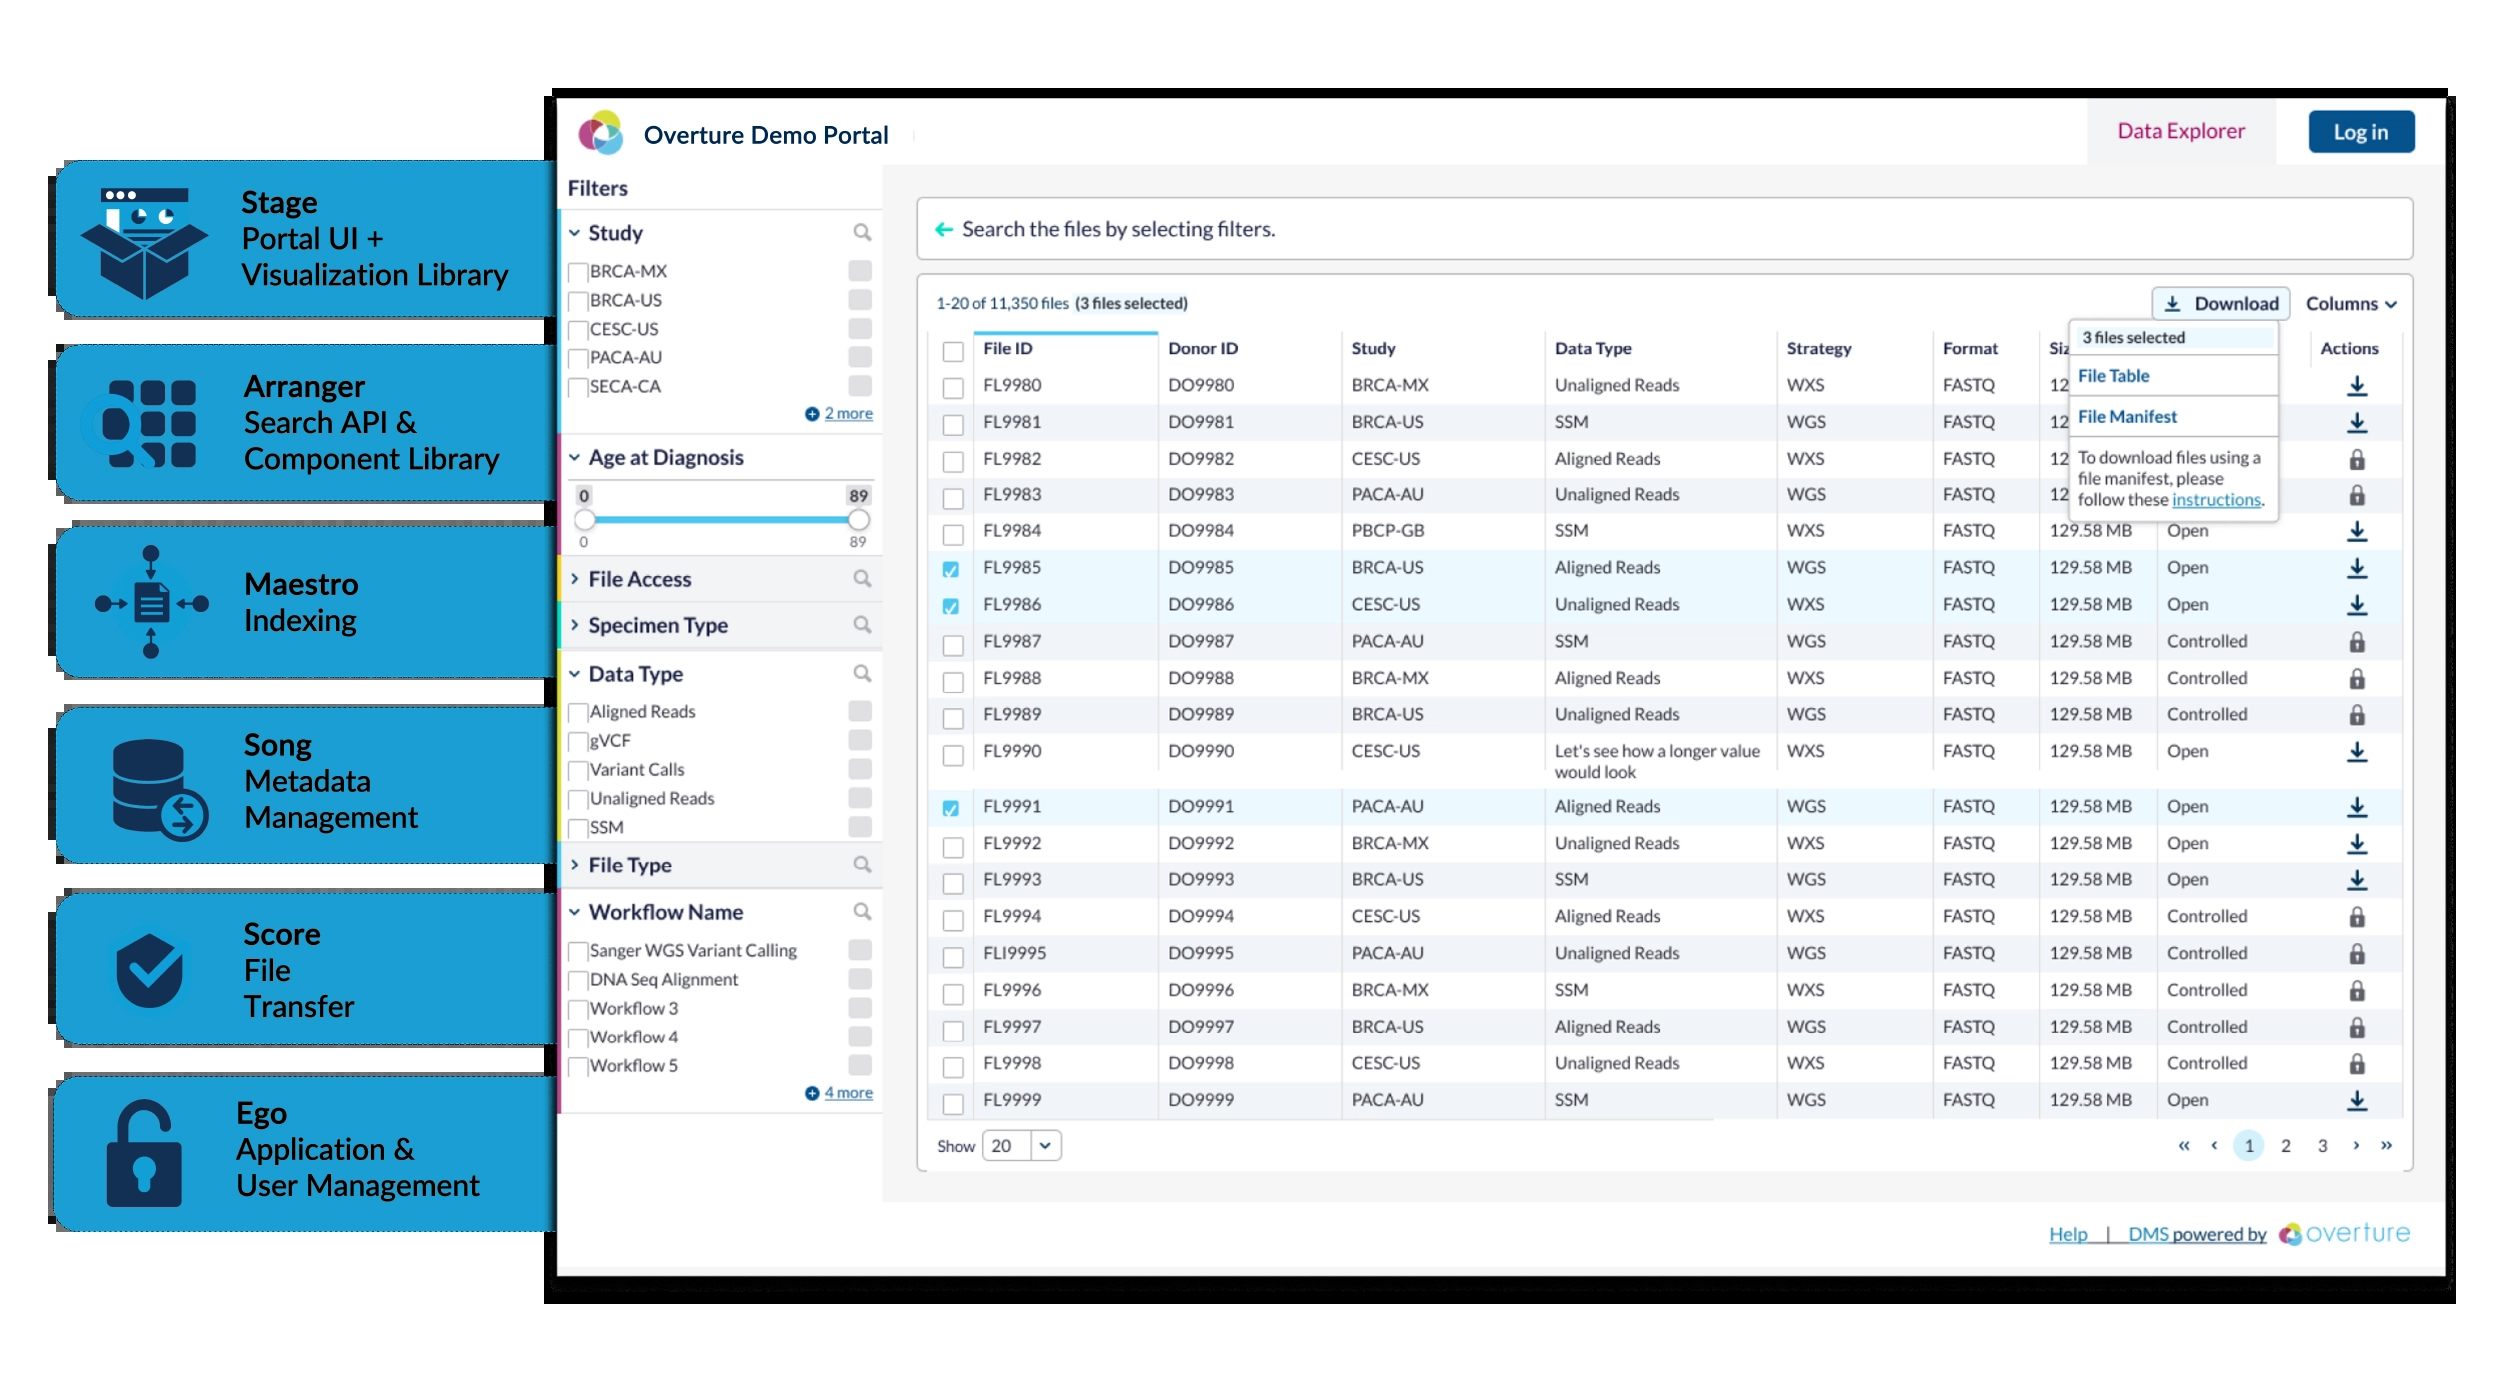 Stage
Portal UI +
Visualization Library
Arranger
Search API &
Component Library
Maestro
Indexing
Song
Metadata
Management
Score
File
Transfer
Ego
Application &
User Management
Overture Demo Portal
Data Explorer
Log in
Filters
Study
BRCA-MX
BRCA-US
CESC-US
PACA-AU
SECA-CA
2 more
Age at Diagnosis
0 89
0 89
File Access
Specimen Type
Data Type
Aligned Reads
gVCF
Variant Calls
Unaligned Reads
SSM
File Type
Workflow Name
Sanger WGS Variant Calling
DNA Seq Alignment
Workflow 3
Workflow 4
Workflow 5
4 more
Search the files by selecting filters.
1-20 of 11,350 files (3 files selected)
Download
Columns
3 files selected
File Table
File Manifest
To download files using a
file manifest, please
follow these instructions.
File ID Donor ID Study Data Type Strategy Format Siz Actions
FL9980 DO9980 BRCA-MX Unaligned Reads WXS FASTQ 12
FL9981 DO9981 BRCA-US SSM WGS FASTQ 12
FL9982 DO9982 CESC-US Aligned Reads WXS FASTQ 12
FL9983 DO9983 PACA-AU Unaligned Reads WGS FASTQ 12
FL9984 DO9984 PBCP-GB SSM WXS FASTQ 129.58 MB Open
FL9985 DO9985 BRCA-US Aligned Reads WGS FASTQ 129.58 MB Open
FL9986 DO9986 CESC-US Unaligned Reads WXS FASTQ 129.58 MB Open
FL9987 DO9987 PACA-AU SSM WGS FASTQ 129.58 MB Controlled
FL9988 DO9988 BRCA-MX Aligned Reads WXS FASTQ 129.58 MB Controlled
FL9989 DO9989 BRCA-US Unaligned Reads WGS FASTQ 129.58 MB Controlled
FL9990 DO9990 CESC-US Let's see how a longer value WXS FASTQ 129.58 MB Open
would look
FL9991 DO9991 PACA-AU Aligned Reads WGS FASTQ 129.58 MB Open
FL9992 DO9992 BRCA-MX Unaligned Reads WXS FASTQ 129.58 MB Open
FL9993 DO9993 BRCA-US SSM WGS FASTQ 129.58 MB Open
FL9994 DO9994 CESC-US Aligned Reads WXS FASTQ 129.58 MB Controlled
FLI9995 DO9995 PACA-AU Unaligned Reads WGS FASTQ 129.58 MB Controlled
FL9996 DO9996 BRCA-MX SSM WXS FASTQ 129.58 MB Controlled
FL9997 DO9997 BRCA-US Aligned Reads WGS FASTQ 129.58 MB Controlled
FL9998 DO9998 CESC-US Unaligned Reads WXS FASTQ 129.58 MB Controlled
FL9999 DO9999 PACA-AU SSM WGS FASTQ 129.58 MB Open
Show 20
« ‹ 1 2 3 › »
Help | DMS powered by overture